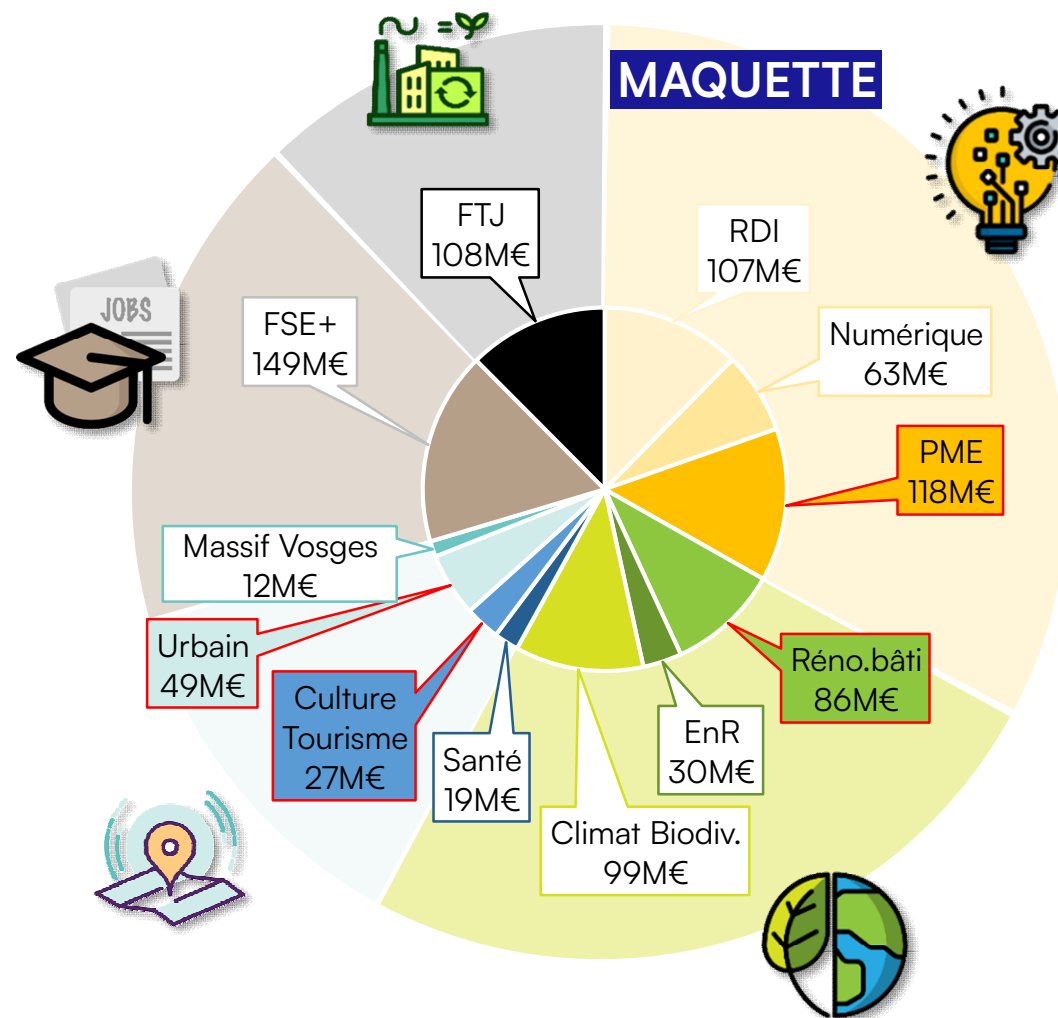 MAQUETTE
FTJ
108M€
RDI
107M€
JOBS
FSE+
149M€
Numérique
63M€
PME
118M€
Massif Vosges
12M€
Urbain
49M€
Culture
Tourisme
27M€
Santé
19M€
EnR
30M€
Réno.bâti
86M€
Climat Biodiv.
99M€